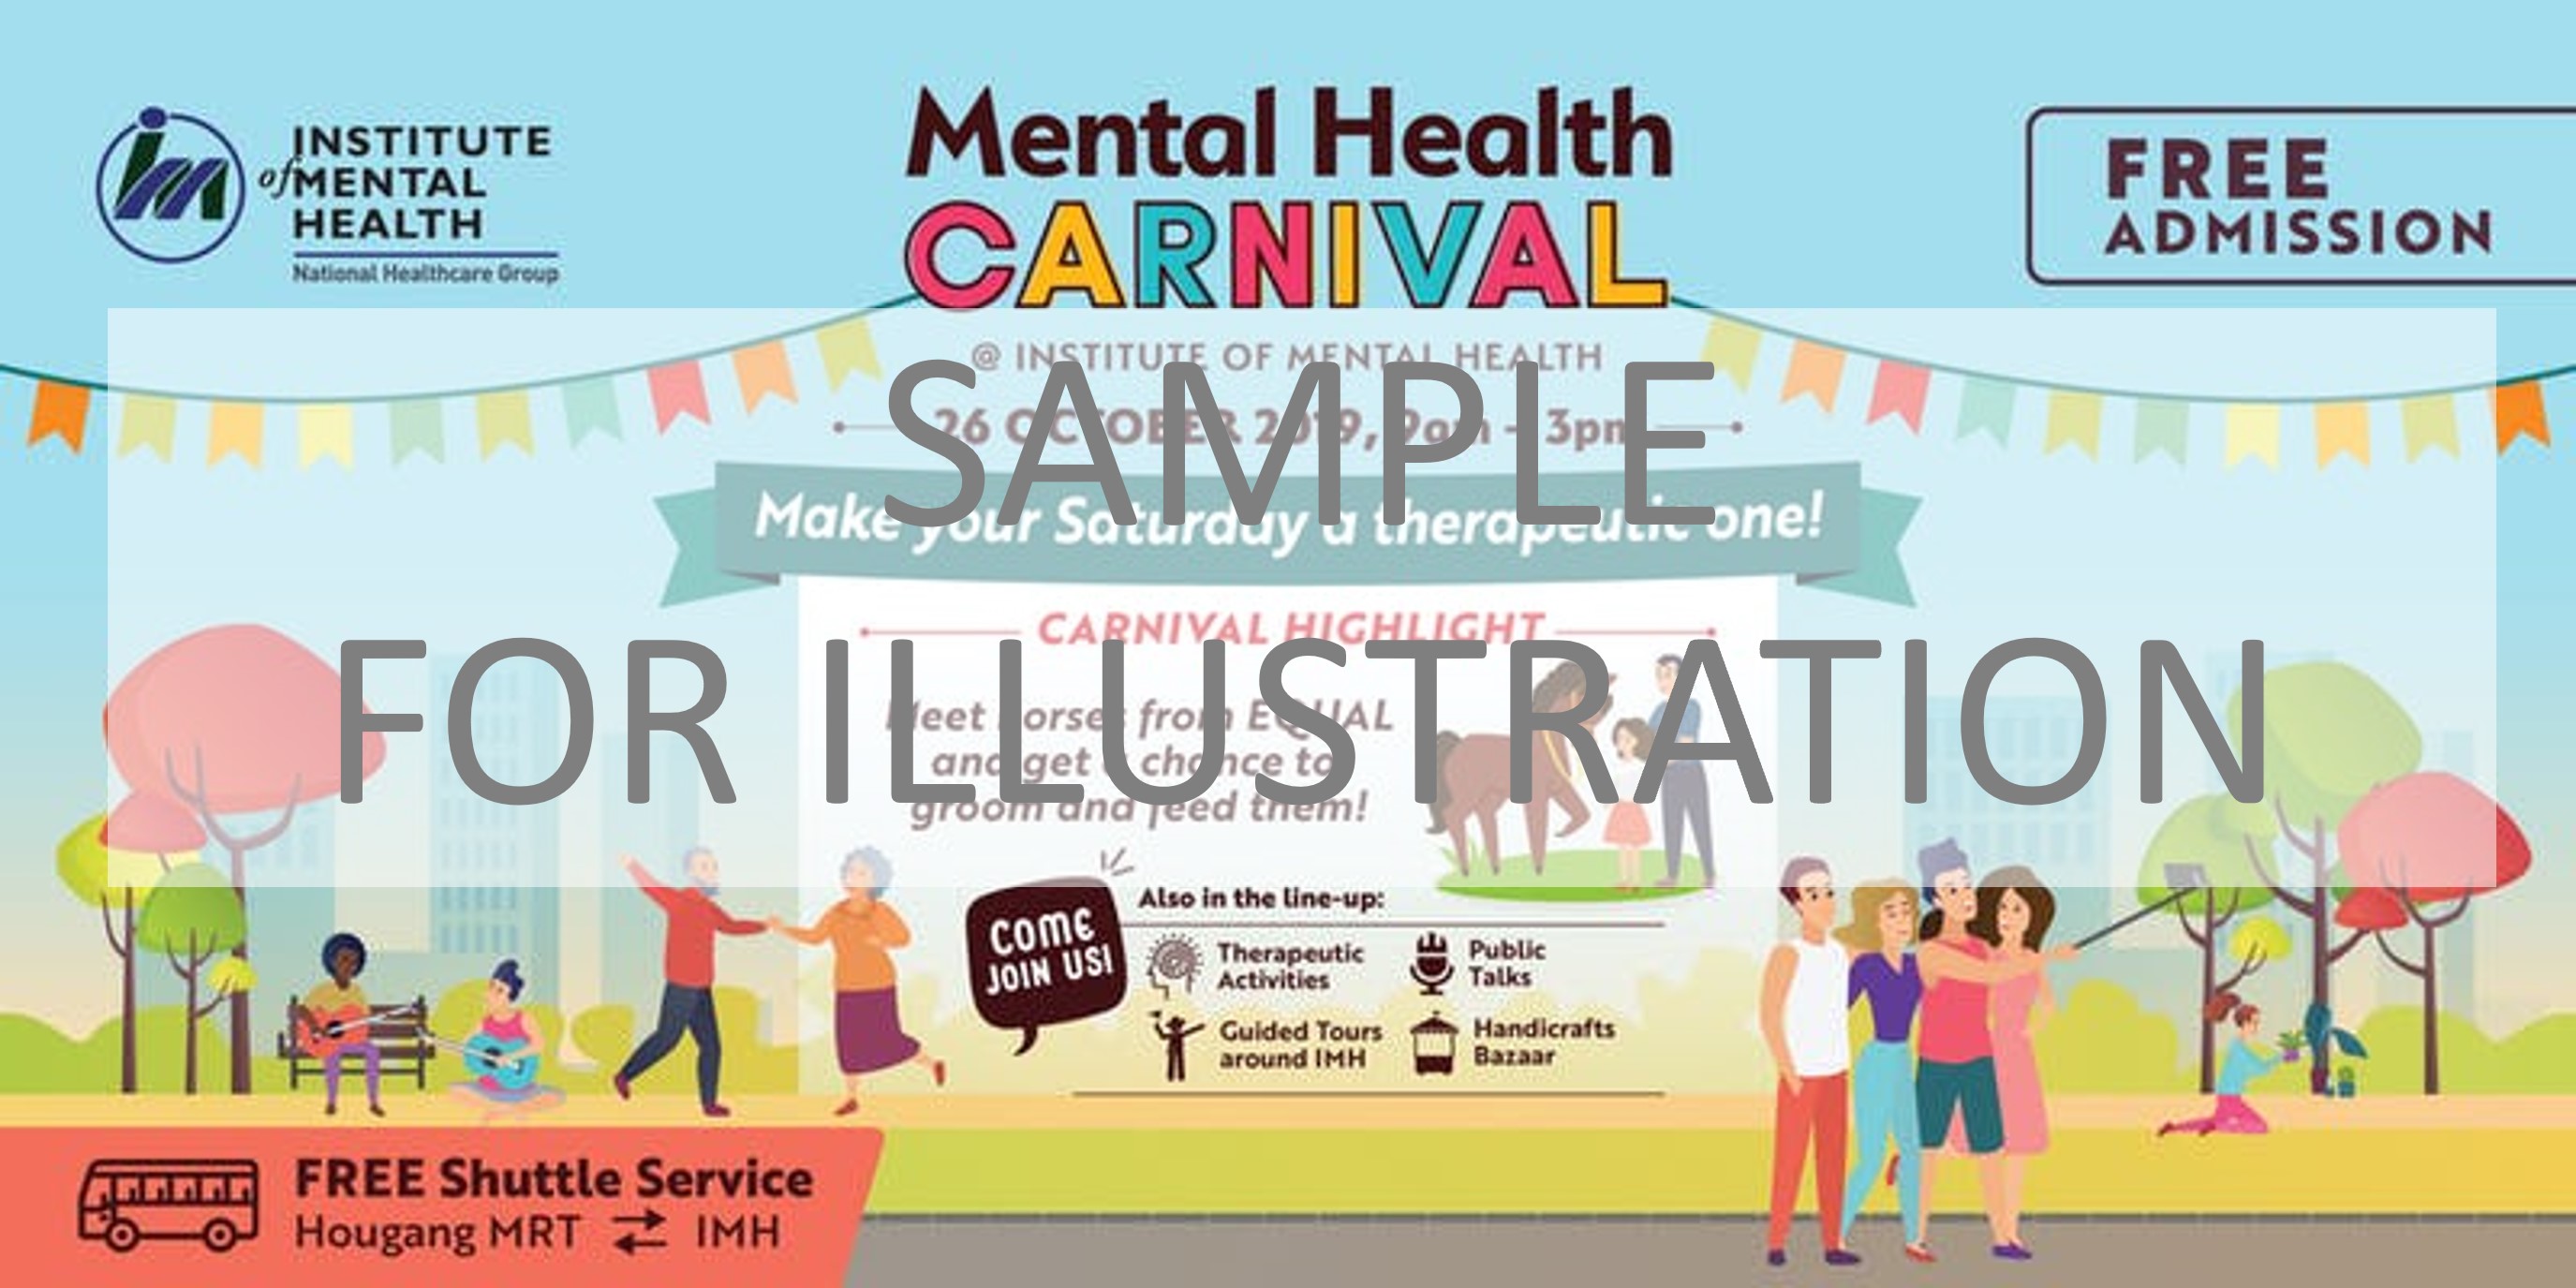 INSTITUTE
of MENTAL
HEALTH
National Healthcare Group
Mental Health
CARNIVAL
FREE
ADMISSION
@ INSTITUTE OF MENTAL HEALTH
26 OCTOBER 2019, 9am - 3pm
SAMPLE
Make your Saturday a therapeutic one!
CARNIVAL HIGHLIGHT
FOR ILLUSTRATION
Meet horses from EQUAL
and get a chance to
groom and feed them!
COME
JOIN US!
Also in the line-up:
Therapeutic
Activities
Public
Talks
Guided Tours
around IMH
Handicrafts
Bazaar
FREE Shuttle Service
Hougang MRT ⇄ IMH